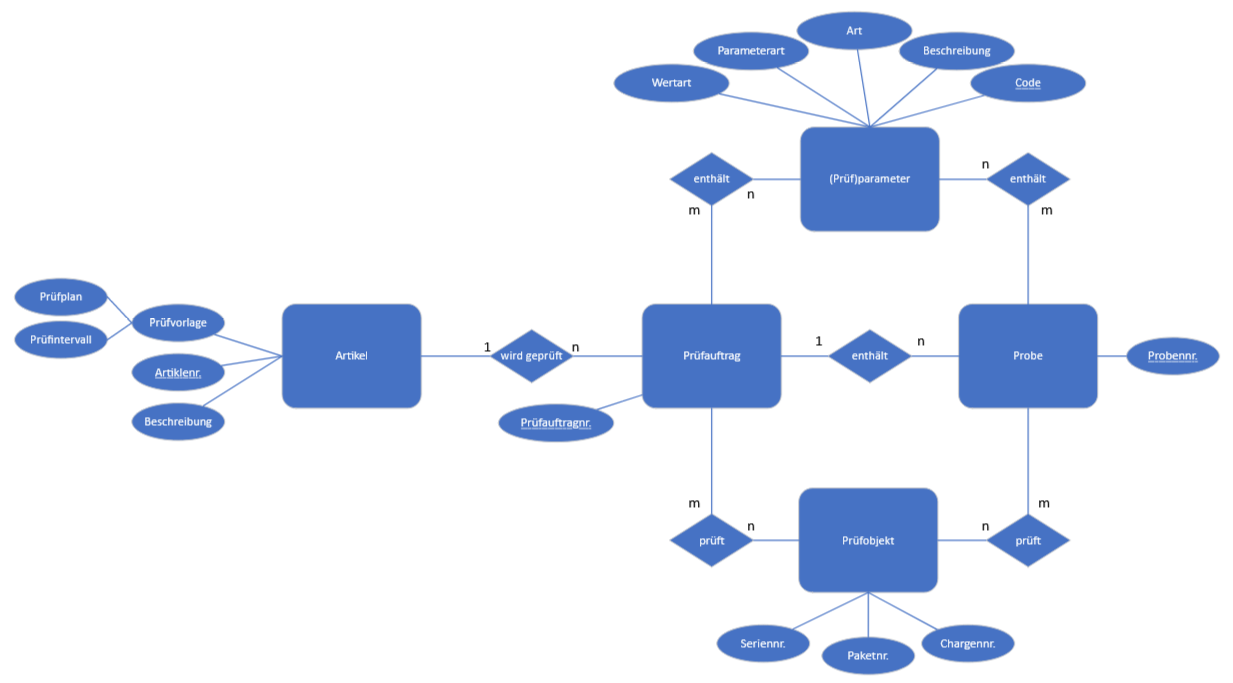 Art
Parameterart
Beschreibung
Wertart
Code
(Prüf)parameter
enthält
n
m
n
enthält
m
Prüfplan
Prüfintervall
Prüfvorlage
Artiklenr.
Beschreibung
Artikel
1
wird geprüft
n
Prüfauftrag
Prüfauftragnr.
1
enthält
n
Probe
Probennr.
m
prüft
n
Prüfobjekt
n
m
prüft
Seriennr.
Paketnr.
Chargennr.